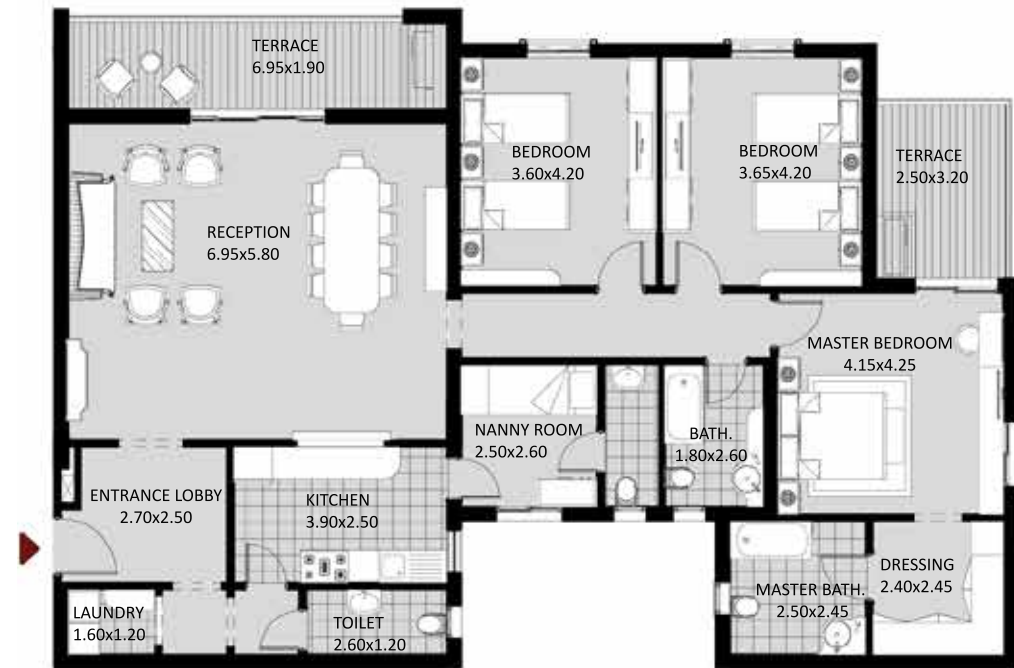 TERRACE
6.95x1.90
BEDROOM
3.60x4.20
BEDROOM
3.65x4.20
TERRACE
2.50x3.20
RECEPTION
6.95x5.80
MASTER BEDROOM
4.15x4.25
NANNY ROOM
2.50x2.60
BATH.
1.80x2.60
ENTRANCE LOBBY
2.70x2.50
KITCHEN
3.90x2.50
DRESSING
2.40x2.45
MASTER BATH.
2.50x2.45
LAUNDRY
1.60x1.20
TOILET
2.60x1.20